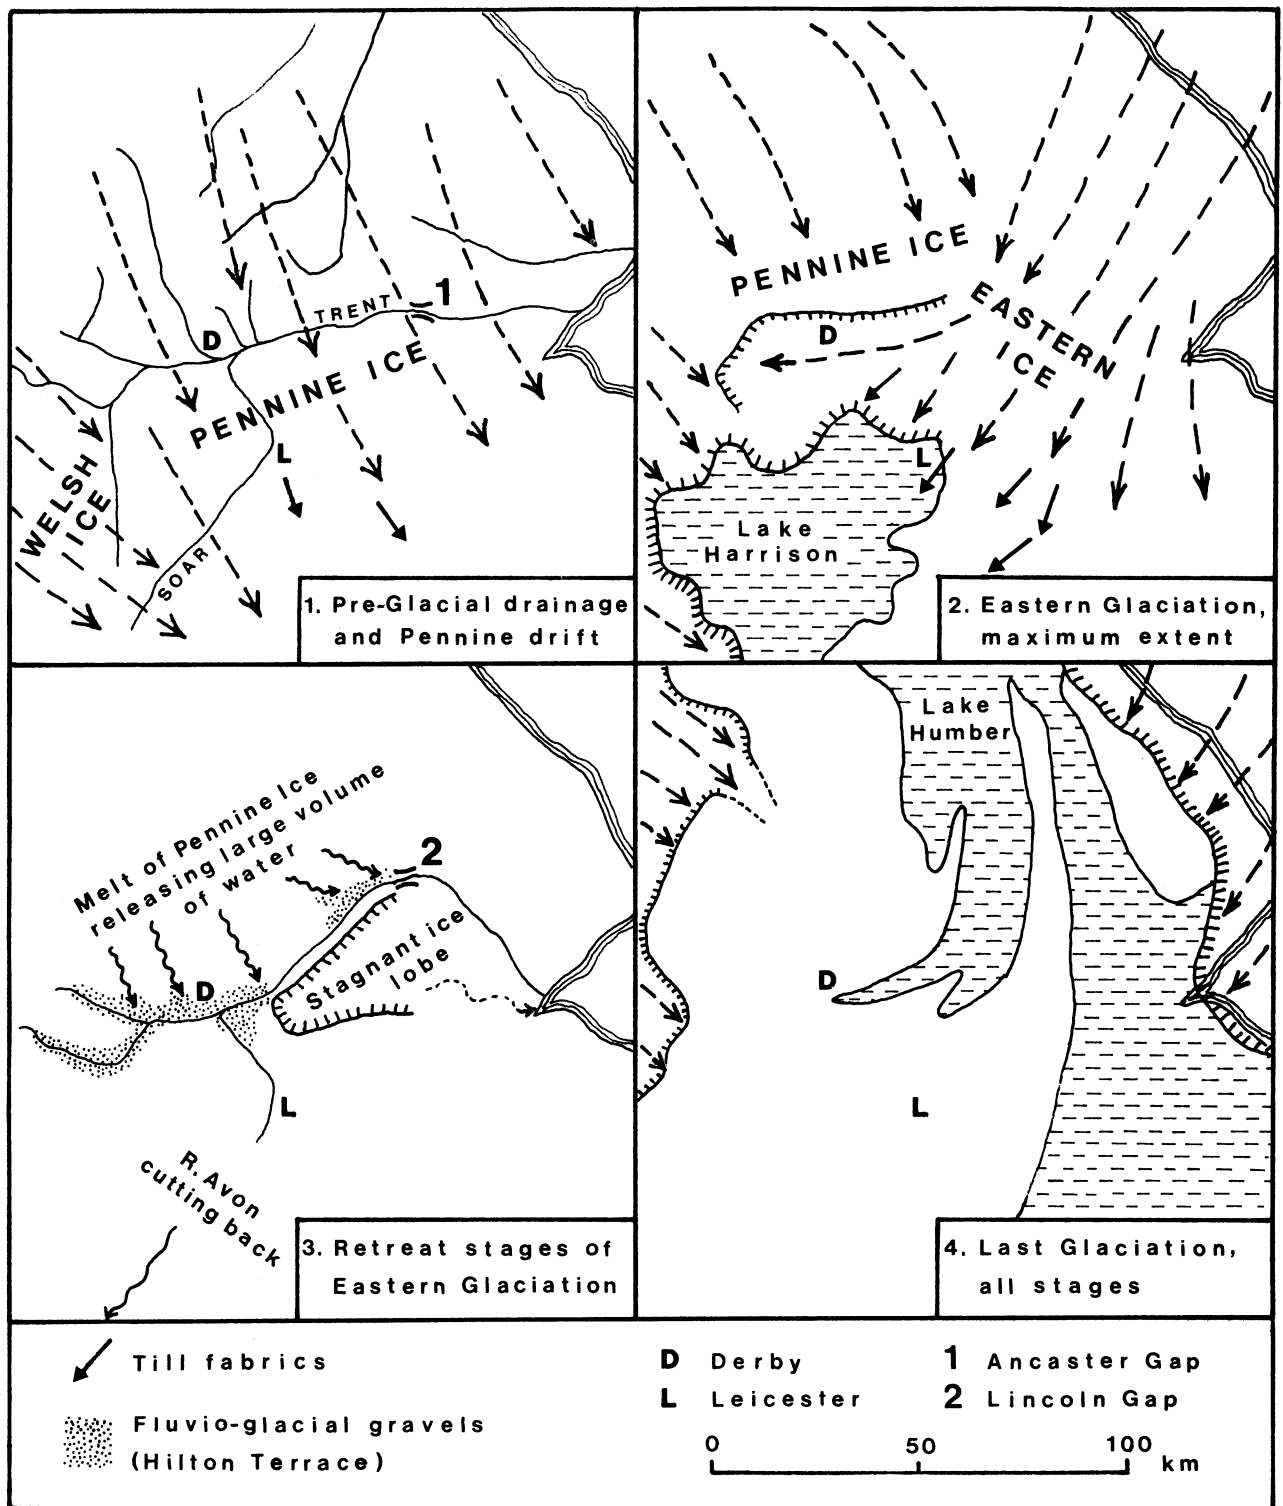 TRENT
1
D
PENNINE ICE
L
WELSH
ICE
SOAR
1. Pre-Glacial drainage
and Pennine drift
PENNINE ICE
EASTERN
ICE
D
L
Lake
Harrison
2. Eastern Glaciation,
maximum extent
Melt of Pennine Ice
releasing large volume
of water
2
Stagnant ice
lobe
D
L
R. Avon
cutting back
3. Retreat stages of
Eastern Glaciation
Lake
Humber
D
L
4. Last Glaciation,
all stages
Till fabrics
Fluvio-glacial gravels
(Hilton Terrace)
D Derby
L Leicester
1 Ancaster Gap
2 Lincoln Gap
0 50 100
km